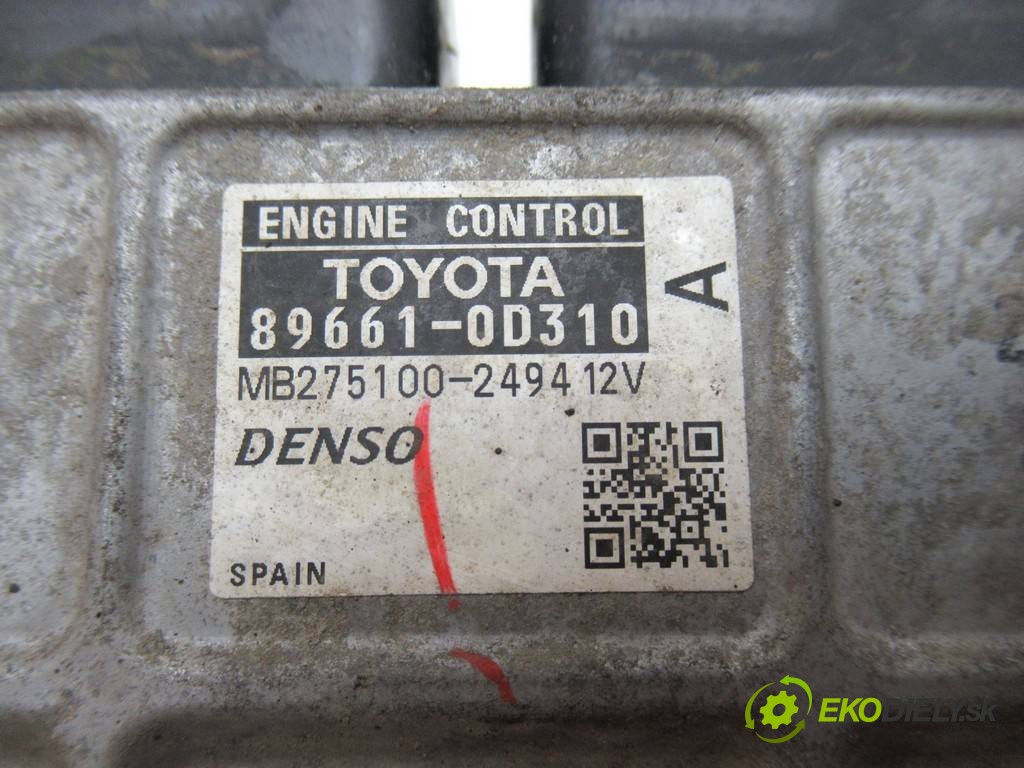 ENGINE CONTROL
TOYOTA
89661-0D310
A
MB275100-2494 12V
DENSO
SPAIN
EKODIELY.SK